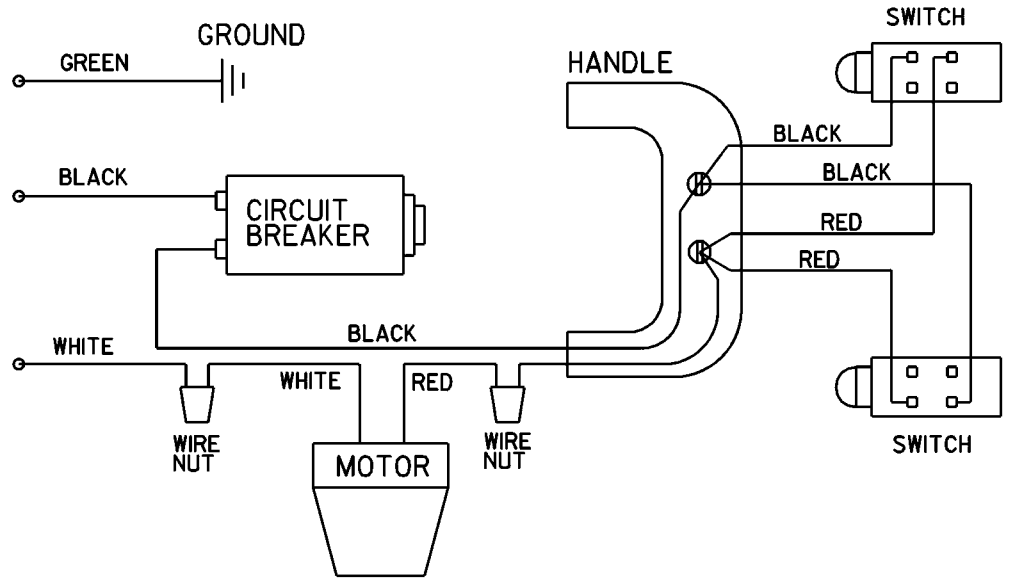 SWITCH
GROUND
GREEN
HANDLE
BLACK
BLACK
BLACK
CIRCUIT
BREAKER
RED
RED
BLACK
WHITE
WHITE
RED
WIRE
NUT
WIRE
NUT
SWITCH
MOTOR